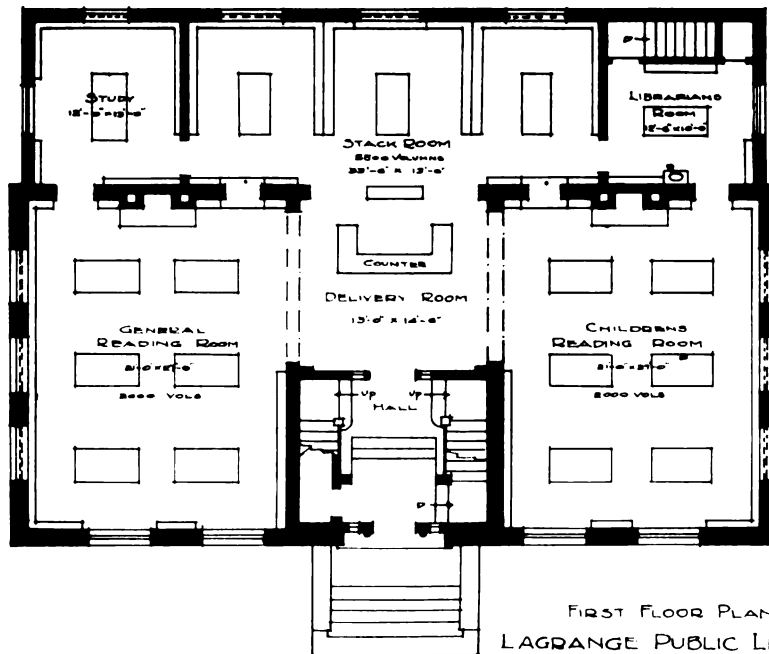 STUDY
LIBRARIANS
ROOM
STACK ROOM
COUNTER
DELIVERY ROOM
GENERAL
READING ROOM
2000 VOLS
CHILDRENS
READING ROOM
2000 VOLS
UP UP
HALL
FIRST FLOOR PLAN
LAGRANGE PUBLIC LI